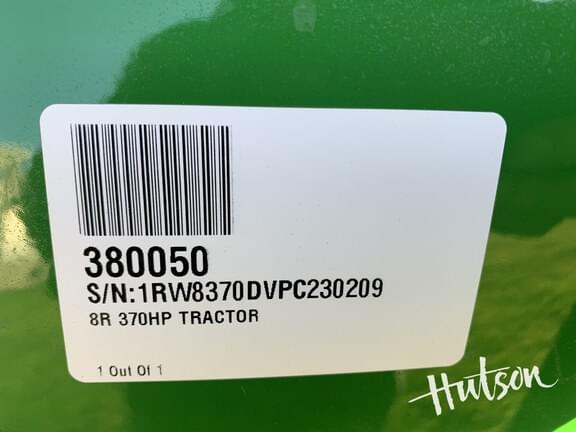 380050
S/N:1RW8370DVPC230209
8R 370HP TRACTOR
1 Out Of 1
Hutson